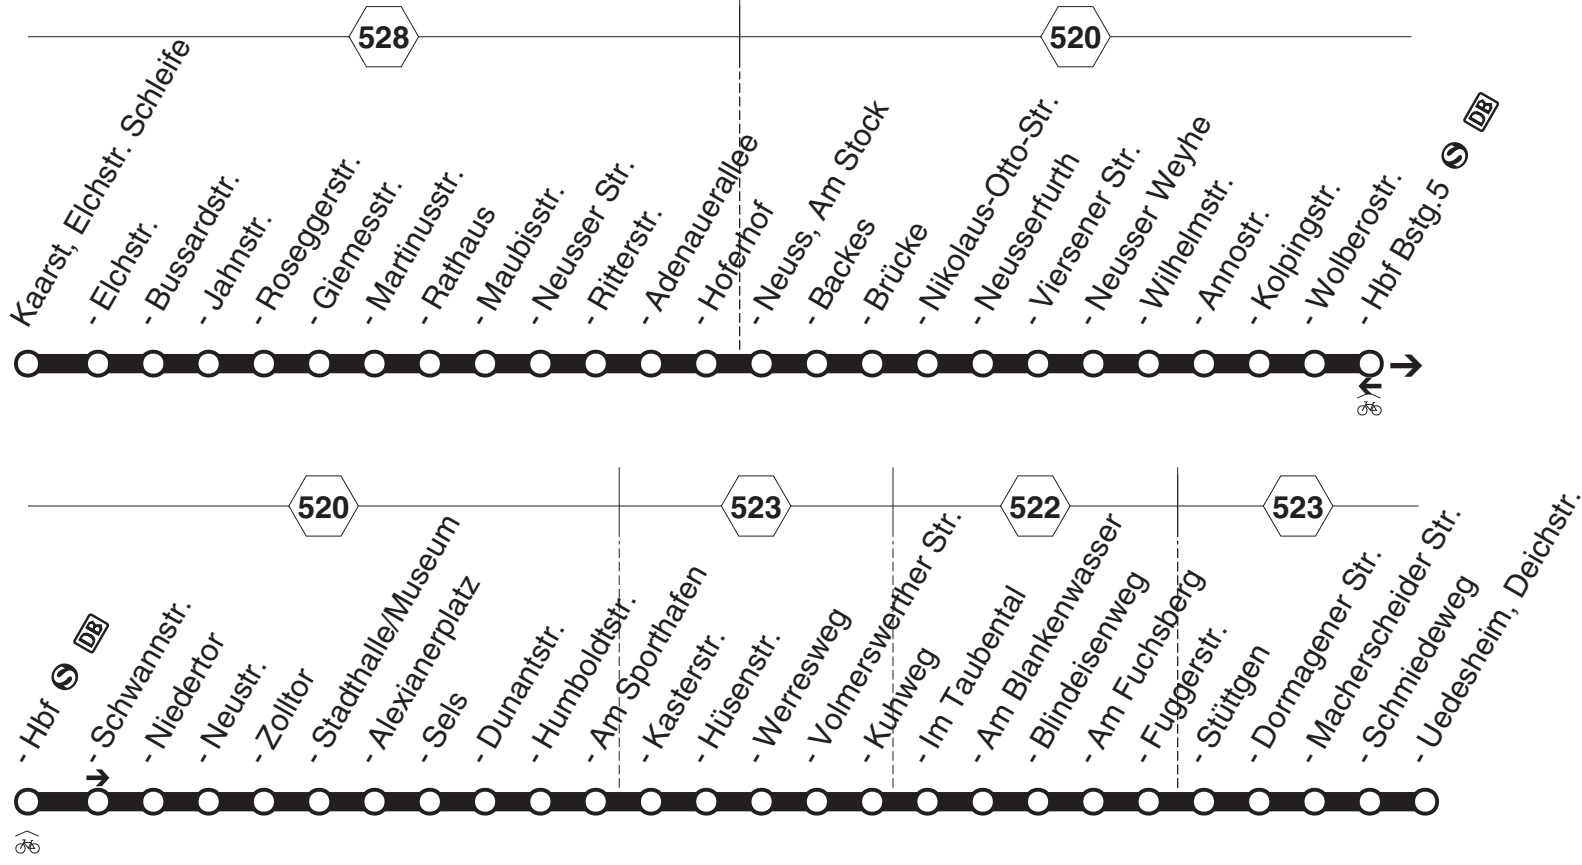 528
520
Kaarst, Elchstr. Schleife
- Elchstr.
- Bussardstr.
- Jahnstr.
- Roseggerstr.
- Giemesstr.
- Martinusstr.
- Rathaus
- Maubisstr.
- Neusser Str.
- Ritterstr.
- Adenauerallee
- Hoferhof
- Neuss, Am Stock
- Backes
- Brücke
- Nikolaus-Otto-Str.
- Neusserfurth
- Viersener Str.
- Neusser Weyhe
- Wilhelmstr.
- Annostr.
- Kolpingstr.
- Wolberostr.
- Hbf Bstg.5 S DB
520
523
522
523
- Hbf S DB
- Schwannstr.
- Niedertor
- Neustr.
- Zolltor
- Stadthalle/Museum
- Alexianerplatz
- Sels
- Dunantstr.
- Humboldtstr.
- Am Sporthafen
- Kasterstr.
- Hüsenstr.
- Werresweg
- Volmerswerther Str.
- Kuhweg
- Im Taubental
- Am Blankenwasser
- Blindeisenweg
- Am Fuchsberg
- Fuggerstr.
- Stüttgen
- Dormagener Str.
- Macherscheider Str.
- Schmiedeweg
- Uedesheim, Deichstr.